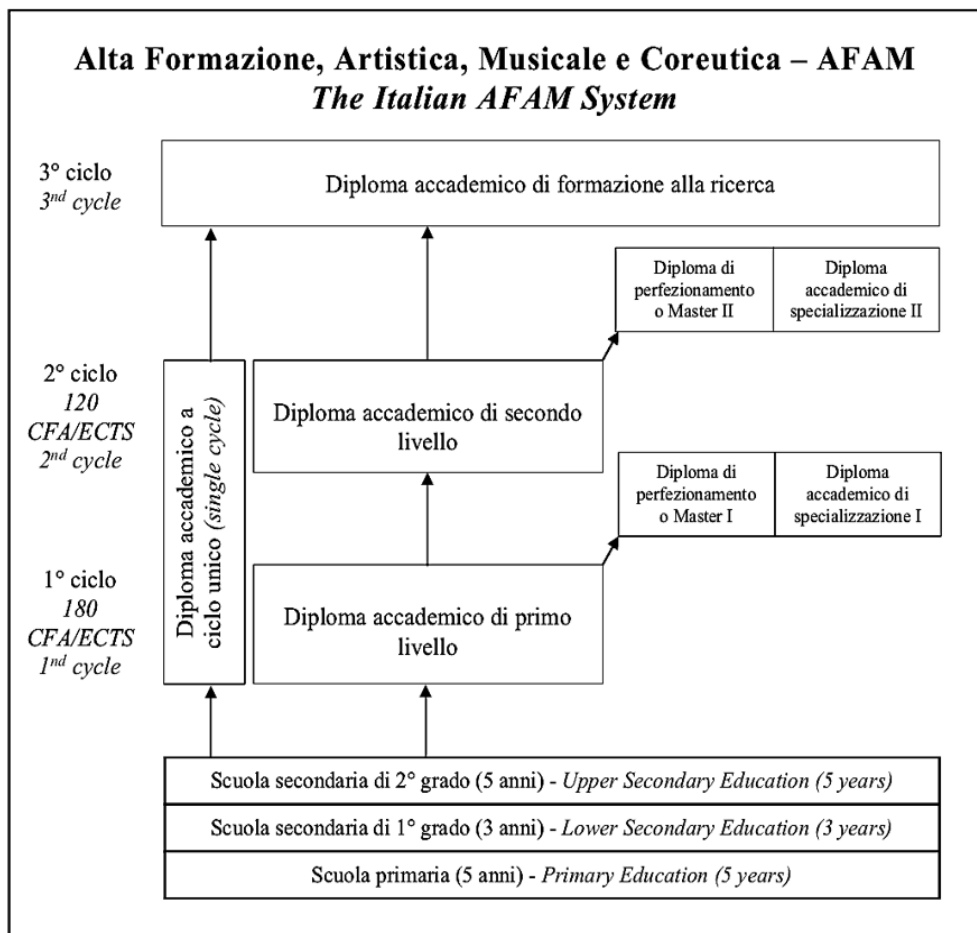 Alta Formazione, Artistica, Musicale e Coreutica – AFAM
The Italian AFAM System
3° ciclo
3nd cycle
Diploma accademico di formazione alla ricerca
Diploma di
perfezionamento
o Master II
Diploma
accademico di
specializzazione II
2° ciclo
120
CFA/ECTS
2nd cycle
Diploma accademico a
ciclo unico (single cycle)
Diploma accademico di secondo
livello
Diploma di
perfezionamento
o Master I
Diploma
accademico di
specializzazione I
1° ciclo
180
CFA/ECTS
1nd cycle
Diploma accademico di primo
livello
Scuola secondaria di 2° grado (5 anni) - Upper Secondary Education (5 years)
Scuola secondaria di 1° grado (3 anni) - Lower Secondary Education (3 years)
Scuola primaria (5 anni) - Primary Education (5 years)